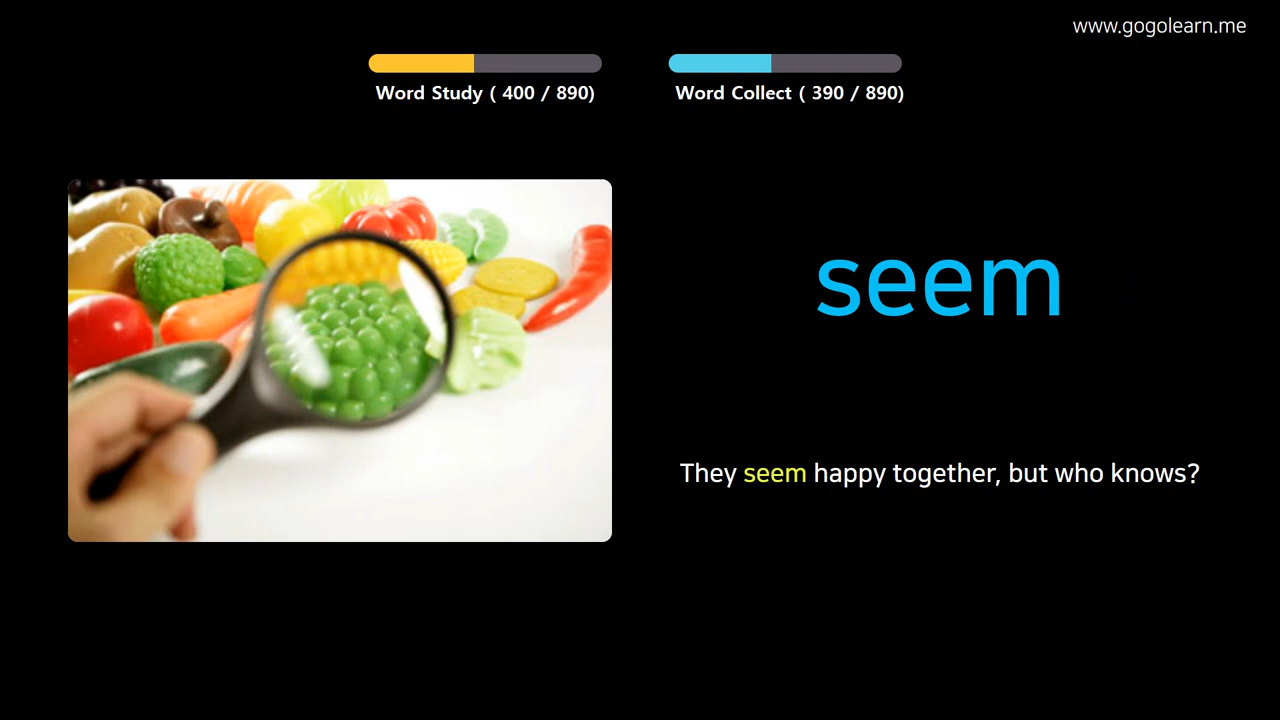 www.gogolearn.me
Word Study ( 400 / 890)
Word Collect ( 390 / 890)
seem
They seem happy together, but who knows?